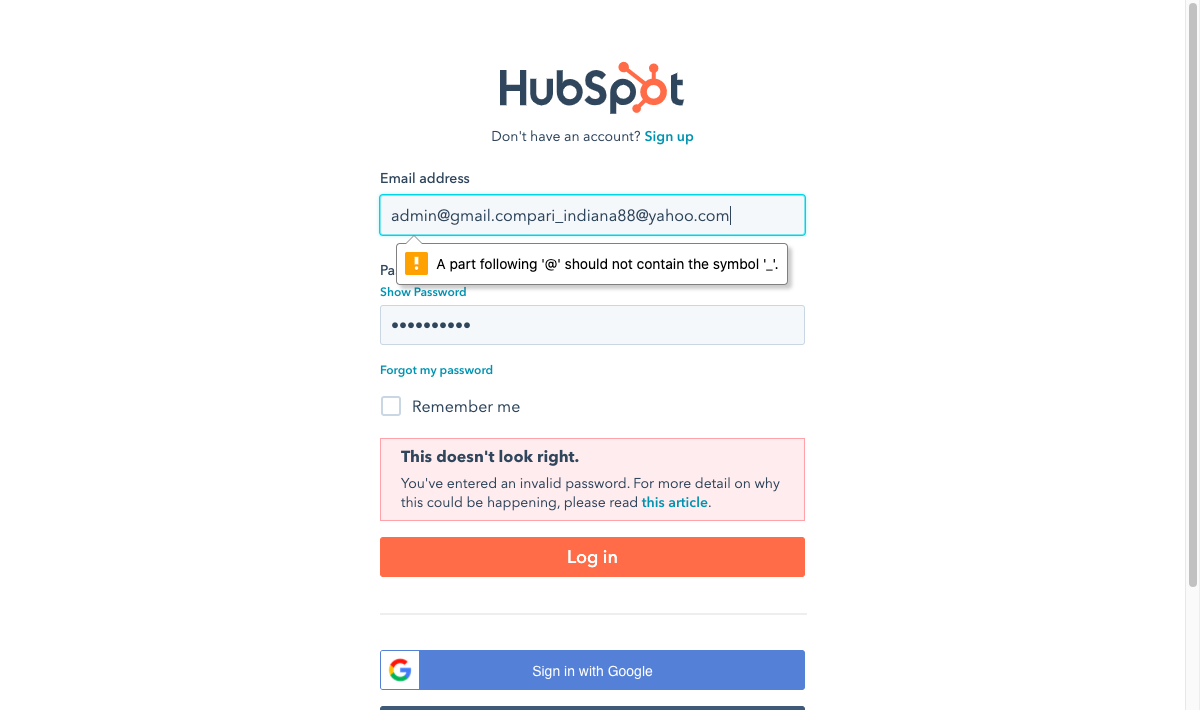 HubSpot
Don't have an account? Sign up
Email address
admin@gmail.compari_indiana88@yahoo.com
A part following '@' should not contain the symbol '_'.
Pa
Show Password
Forgot my password
Remember me
This doesn't look right.
You've entered an invalid password. For more detail on why
this could be happening, please read this article.
Log in
Sign in with Google